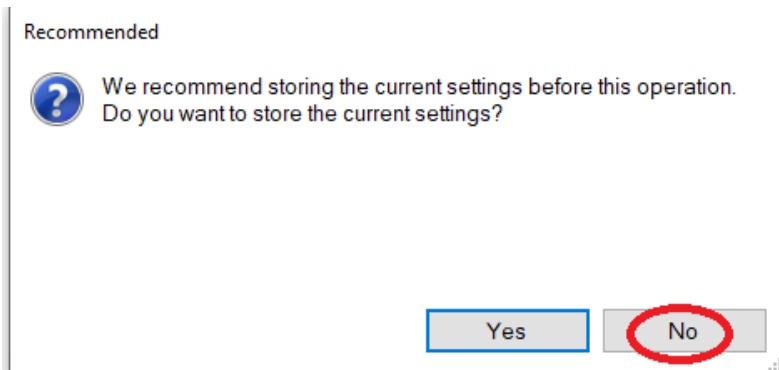 Recommended
We recommend storing the current settings before this operation.
Do you want to store the current settings?
Yes No